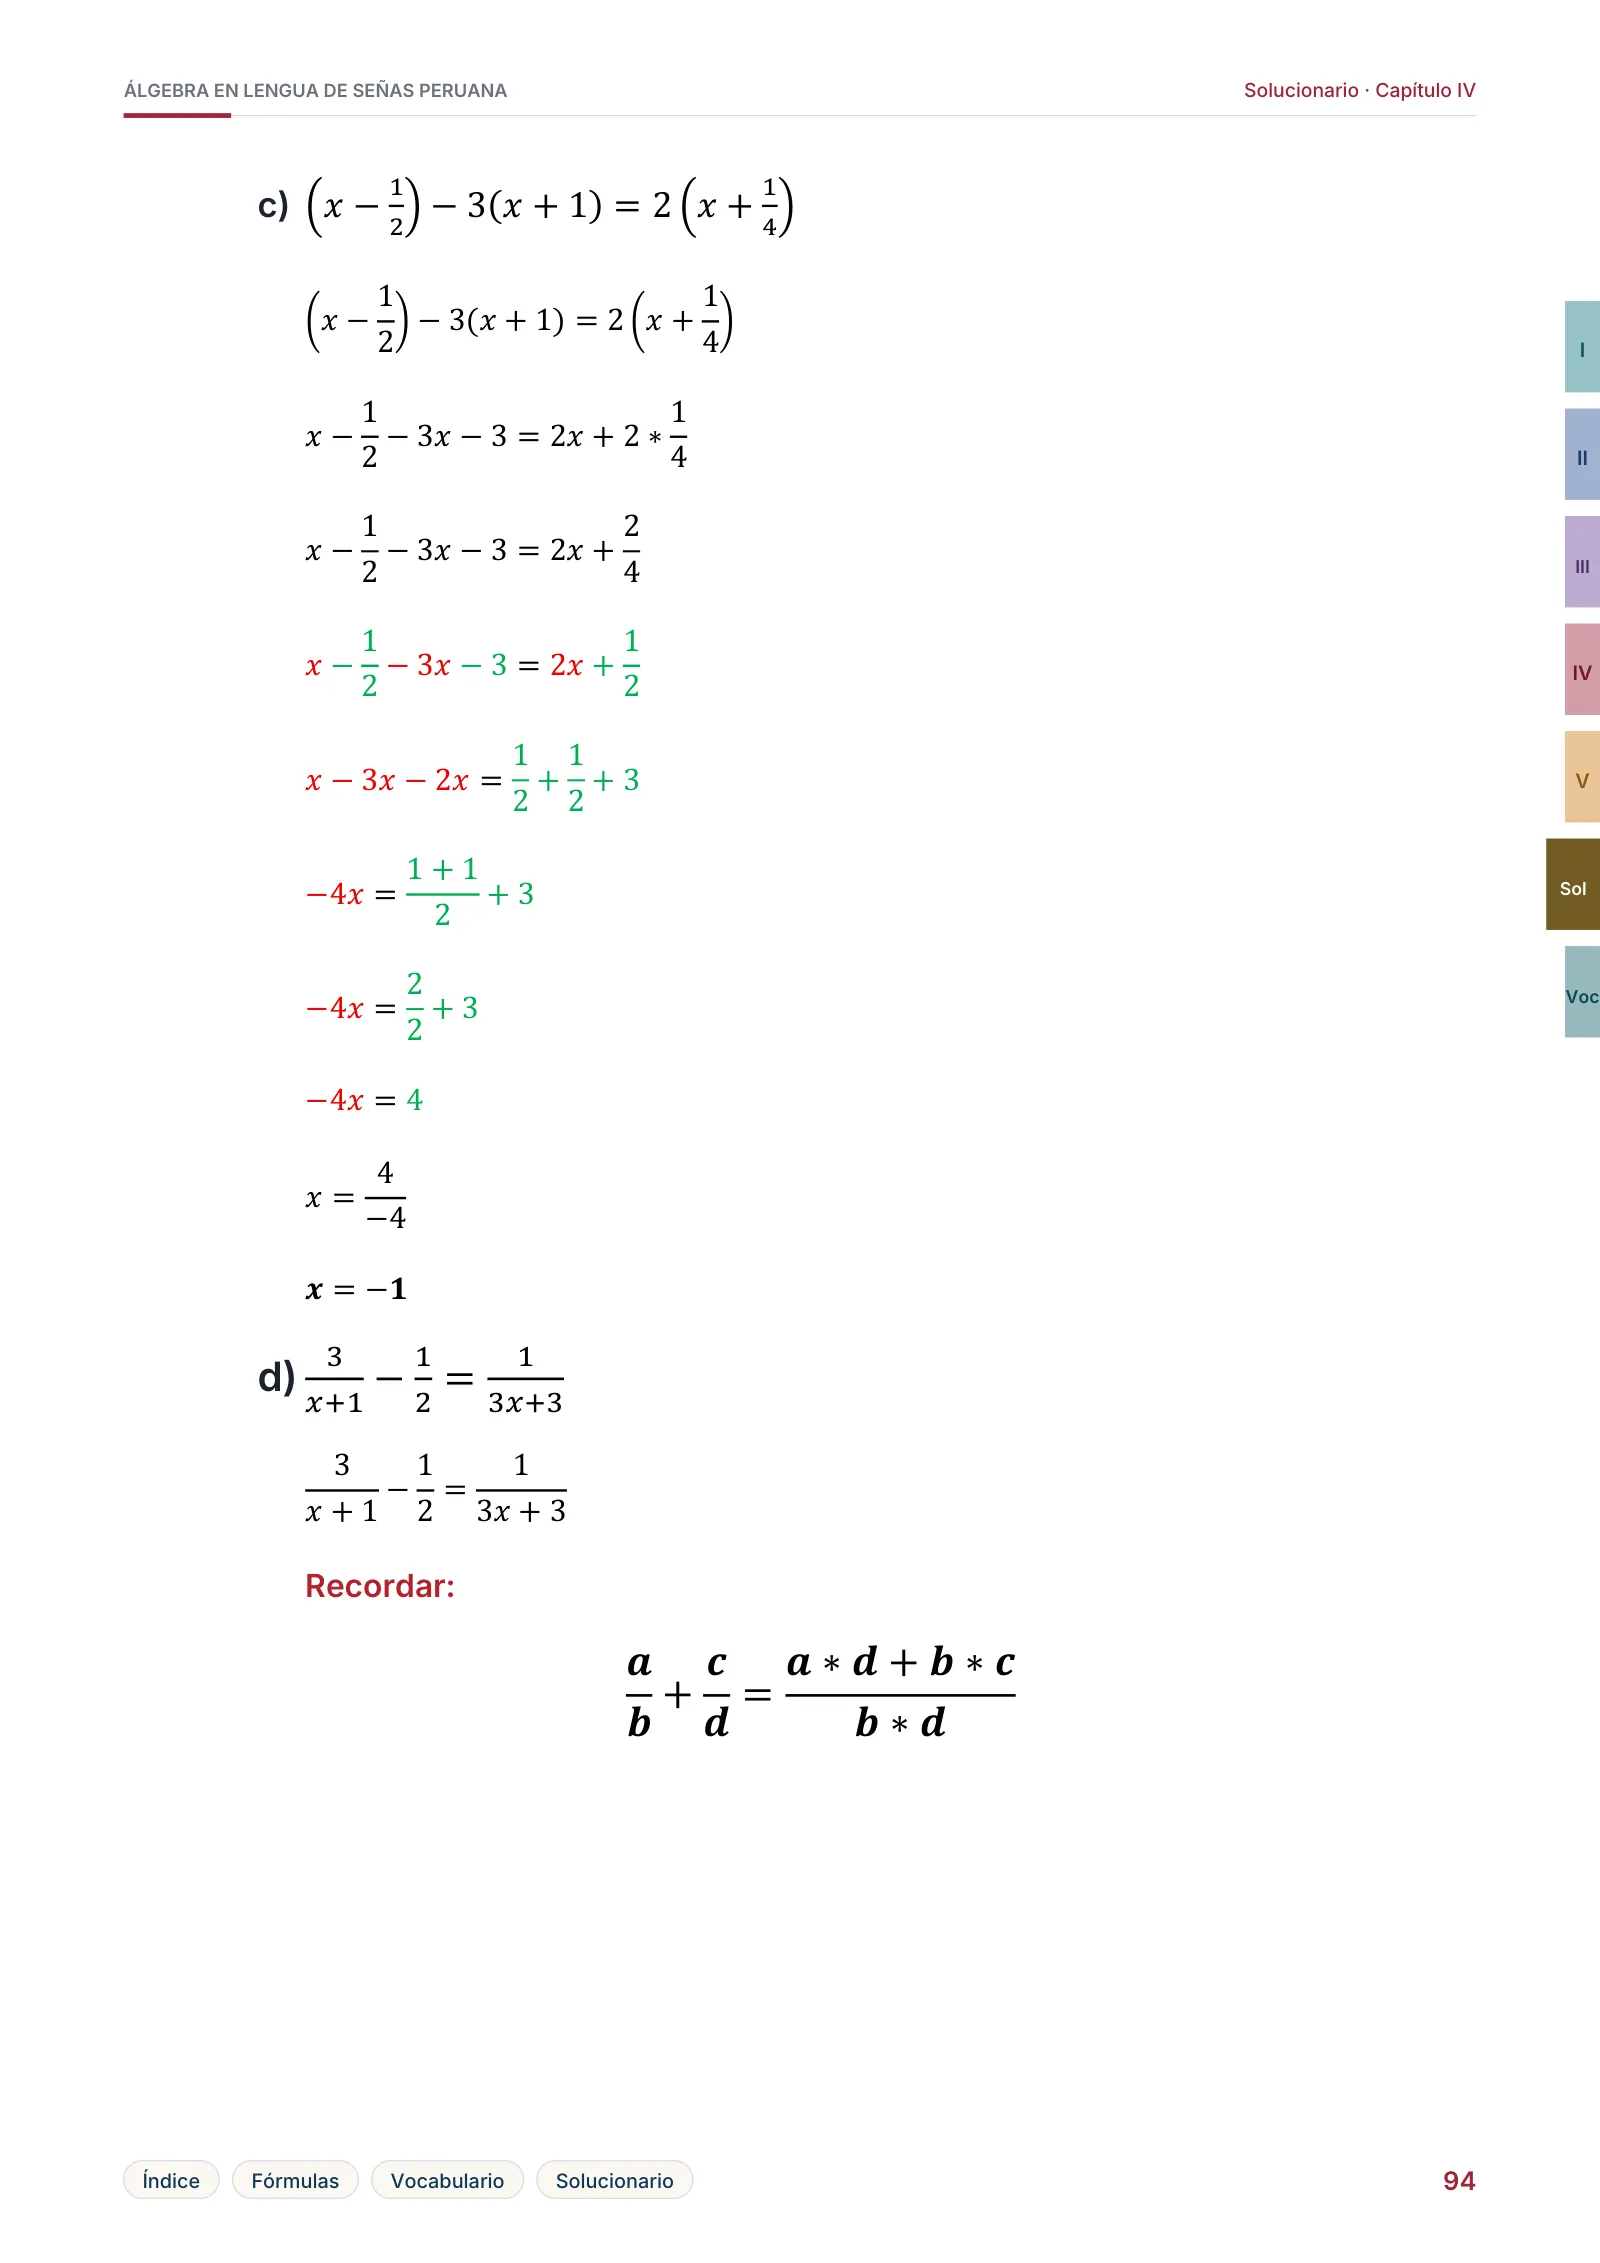 ÁLGEBRA EN LENGUA DE SEÑAS PERUANA
Solucionario · Capítulo IV
c) (x − 1/2) − 3(x + 1) = 2(x + 1/4)
(x − 1/2) − 3(x + 1) = 2(x + 1/4)
x − 1/2 − 3x − 3 = 2x + 2 ∗ 1/4
x − 1/2 − 3x − 3 = 2x + 2/4
x − 1/2 − 3x − 3 = 2x + 1/2
x − 3x − 2x = 1/2 + 1/2 + 3
−4x = (1 + 1)/2 + 3
−4x = 2/2 + 3
−4x = 4
x = 4/−4
x = −1
d) 3/(x+1) − 1/2 = 1/(3x+3)
3/(x + 1) − 1/2 = 1/(3x + 3)
Recordar:
a/b + c/d = (a ∗ d + b ∗ c)/(b ∗ d)
I
II
III
IV
V
Sol
Voc
Índice
Fórmulas
Vocabulario
Solucionario
94